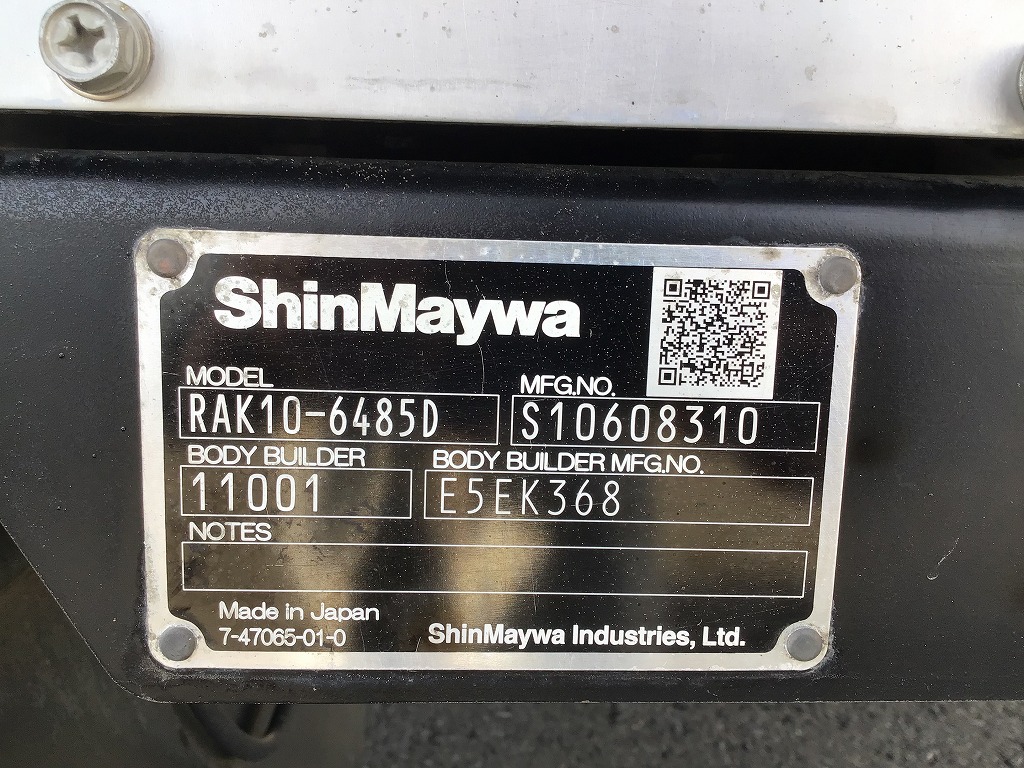 ShinMaywa
MODEL
MFG.NO.
RAK10-6485D
S10608310
BODY BUILDER
BODY BUILDER MFG.NO.
11001
E5EK368
NOTES
Made in Japan
7-47065-01-0
ShinMaywa Industries, Ltd.